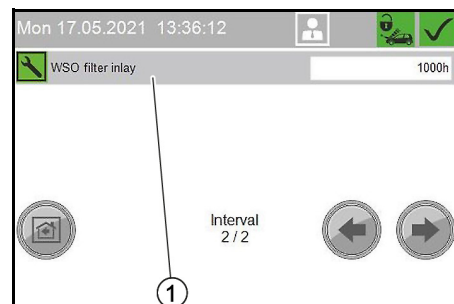 Mon 17.05.2021 13:36:12
WSO filter inlay 1000h
Interval
2 / 2
1